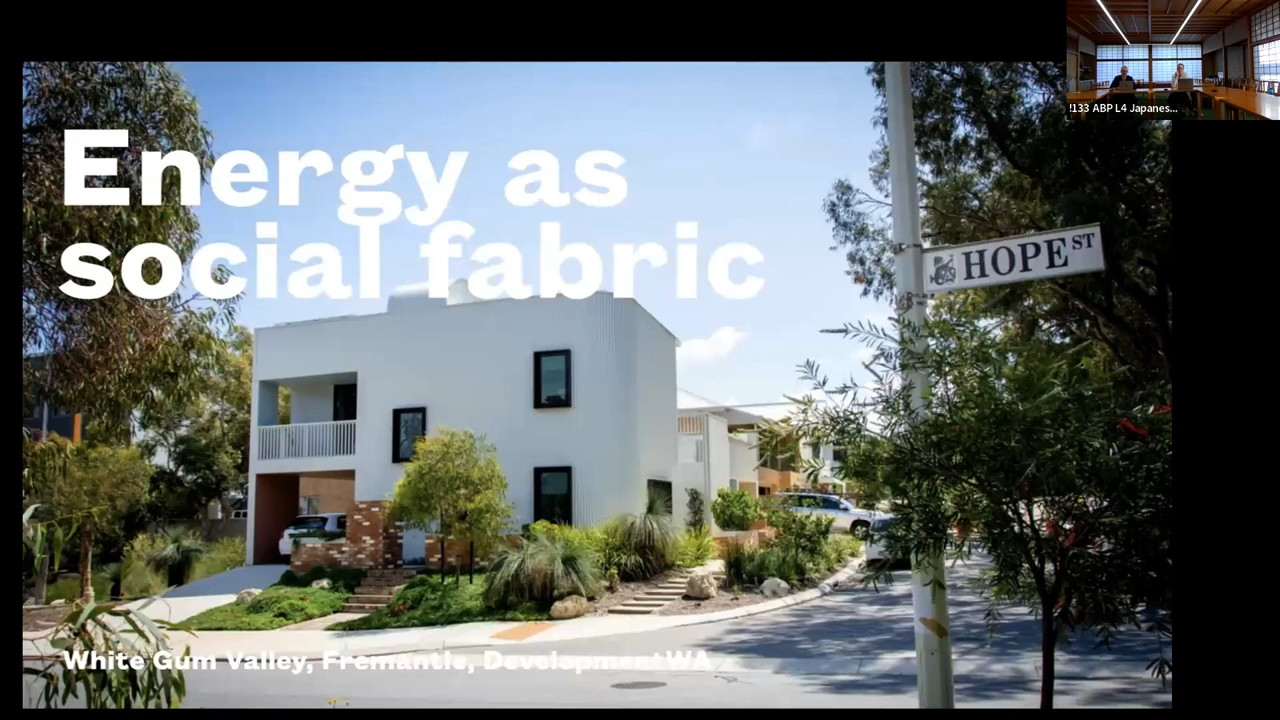 Energy as
social fabric
HOPE ST
White Gum Valley, Fremantle, DevelopmentWA
!133 ABP L4 Japanes...